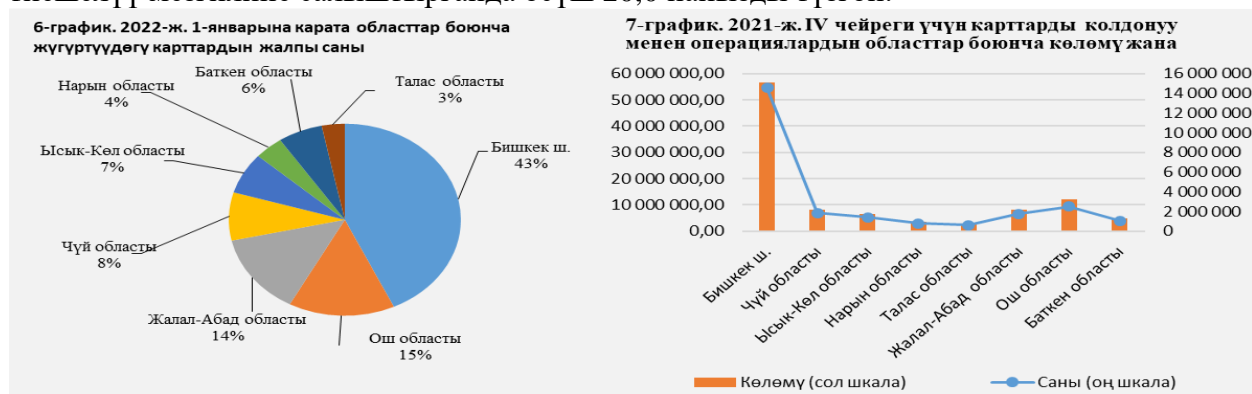 6-график. 2022-ж. 1-январына карата областтар боюнча
жүгүртүүдөгү карттардын жалпы саны
Баткен областы
6%
Талас областы
3%
Нарын областы
4%
Ысык-Көл областы
7%
Бишкек ш.
43%
Чүй областы
8%
Жалал-Абад областы
14%
Ош областы
15%
7-график. 2021-ж. IV чейреги үчүн карттарды колдонуу
менен операциялардын областтар боюнча көлөмү жана
60 000 000,00
50 000 000,00
40 000 000,00
30 000 000,00
20 000 000,00
10 000 000,00
0,00
16 000 000
14 000 000
12 000 000
10 000 000
8 000 000
6 000 000
4 000 000
2 000 000
0
Бишкек ш.
Чүй областы
Ысык-Көл областы
Нарын областы
Талас областы
Жалал-Абад областы
Ош областы
Баткен областы
Көлөмү (сол шкала)
Саны (оң шкала)